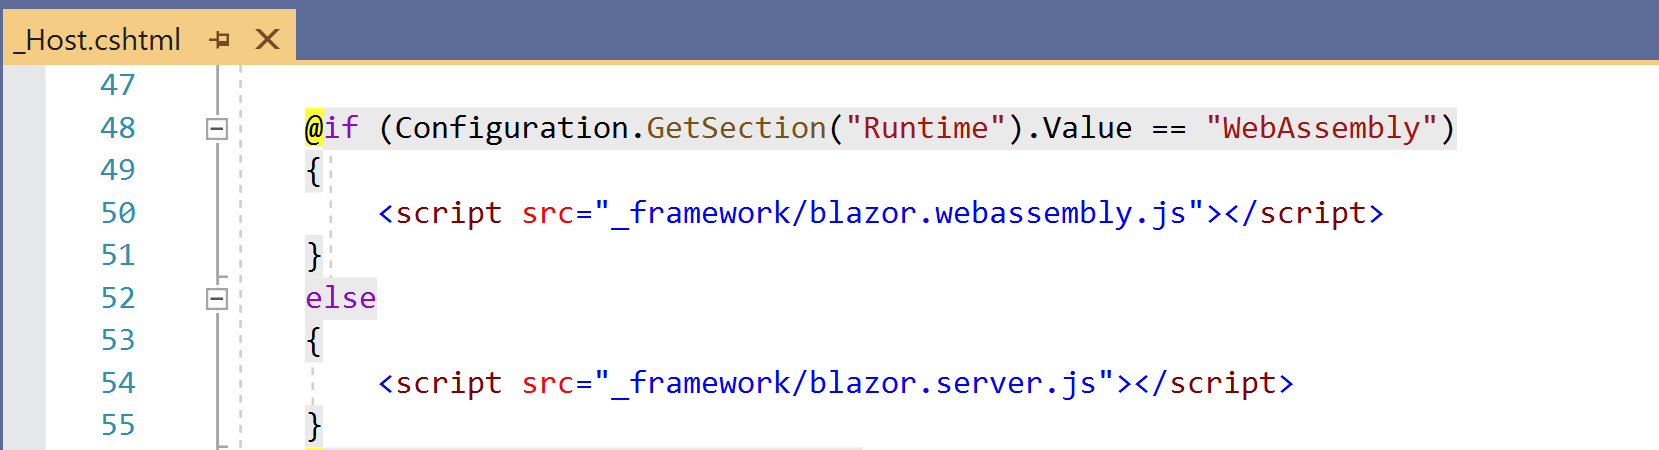 _Host.cshtml
47
48 @if (Configuration.GetSection("Runtime").Value == "WebAssembly")
49 {
50 <script src="_framework/blazor.webassembly.js"></script>
51 }
52 else
53 {
54 <script src="_framework/blazor.server.js"></script>
55 }